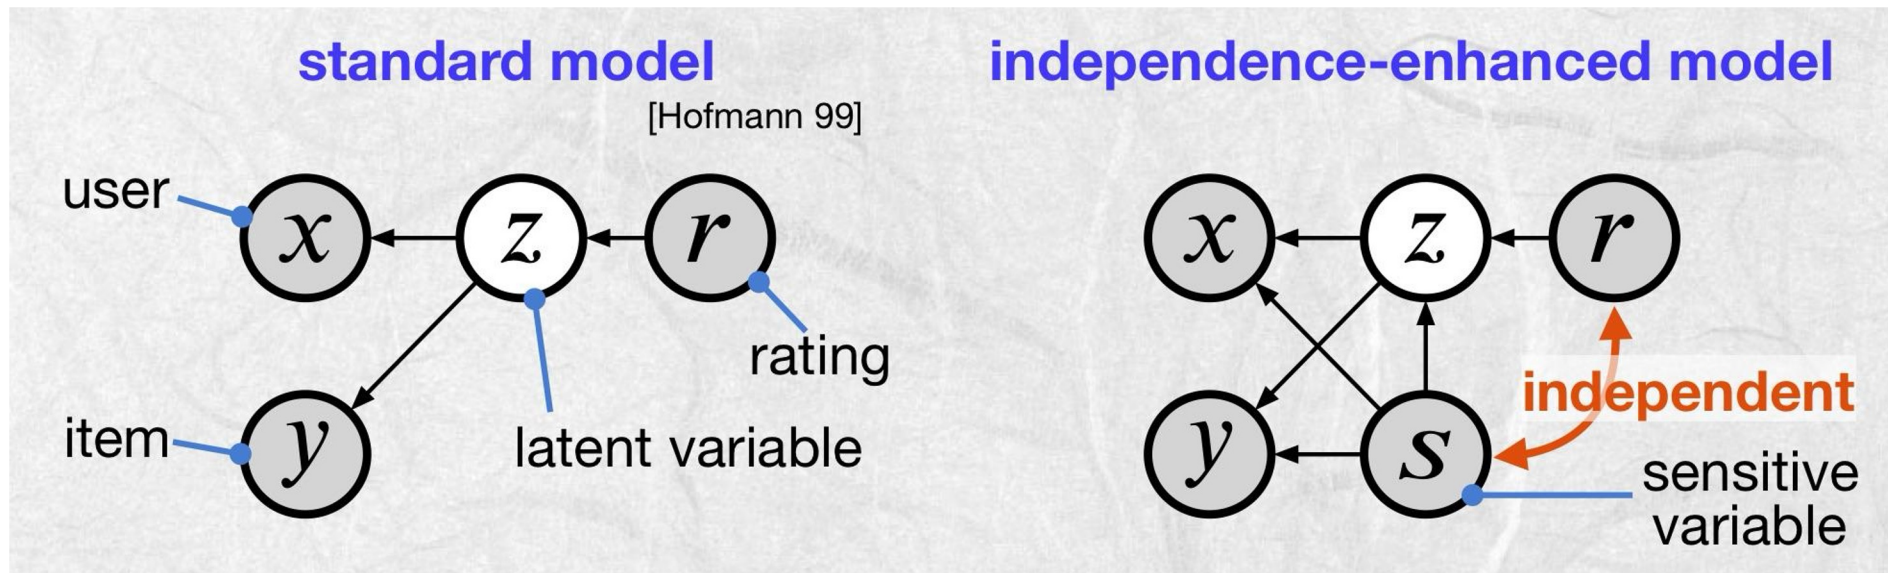 standard model
[Hofmann 99]
user
x
z
r
rating
item
y
latent variable
independence-enhanced model
x
z
r
independent
y
s
sensitive
variable